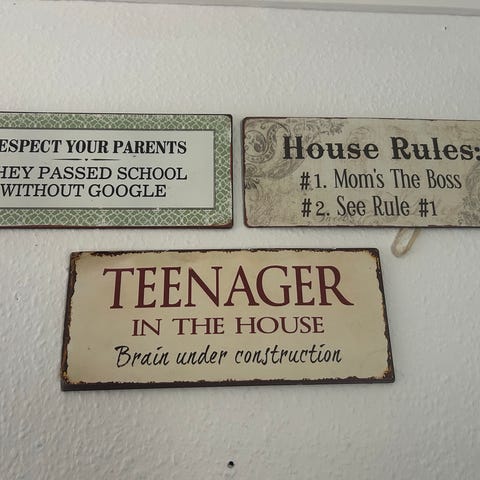 ESPECT YOUR PARENTS
HEY PASSED SCHOOL
WITHOUT GOOGLE
House Rules:
#1. Mom's The Boss
#2. See Rule #1
TEENAGER
IN THE HOUSE
Brain under construction